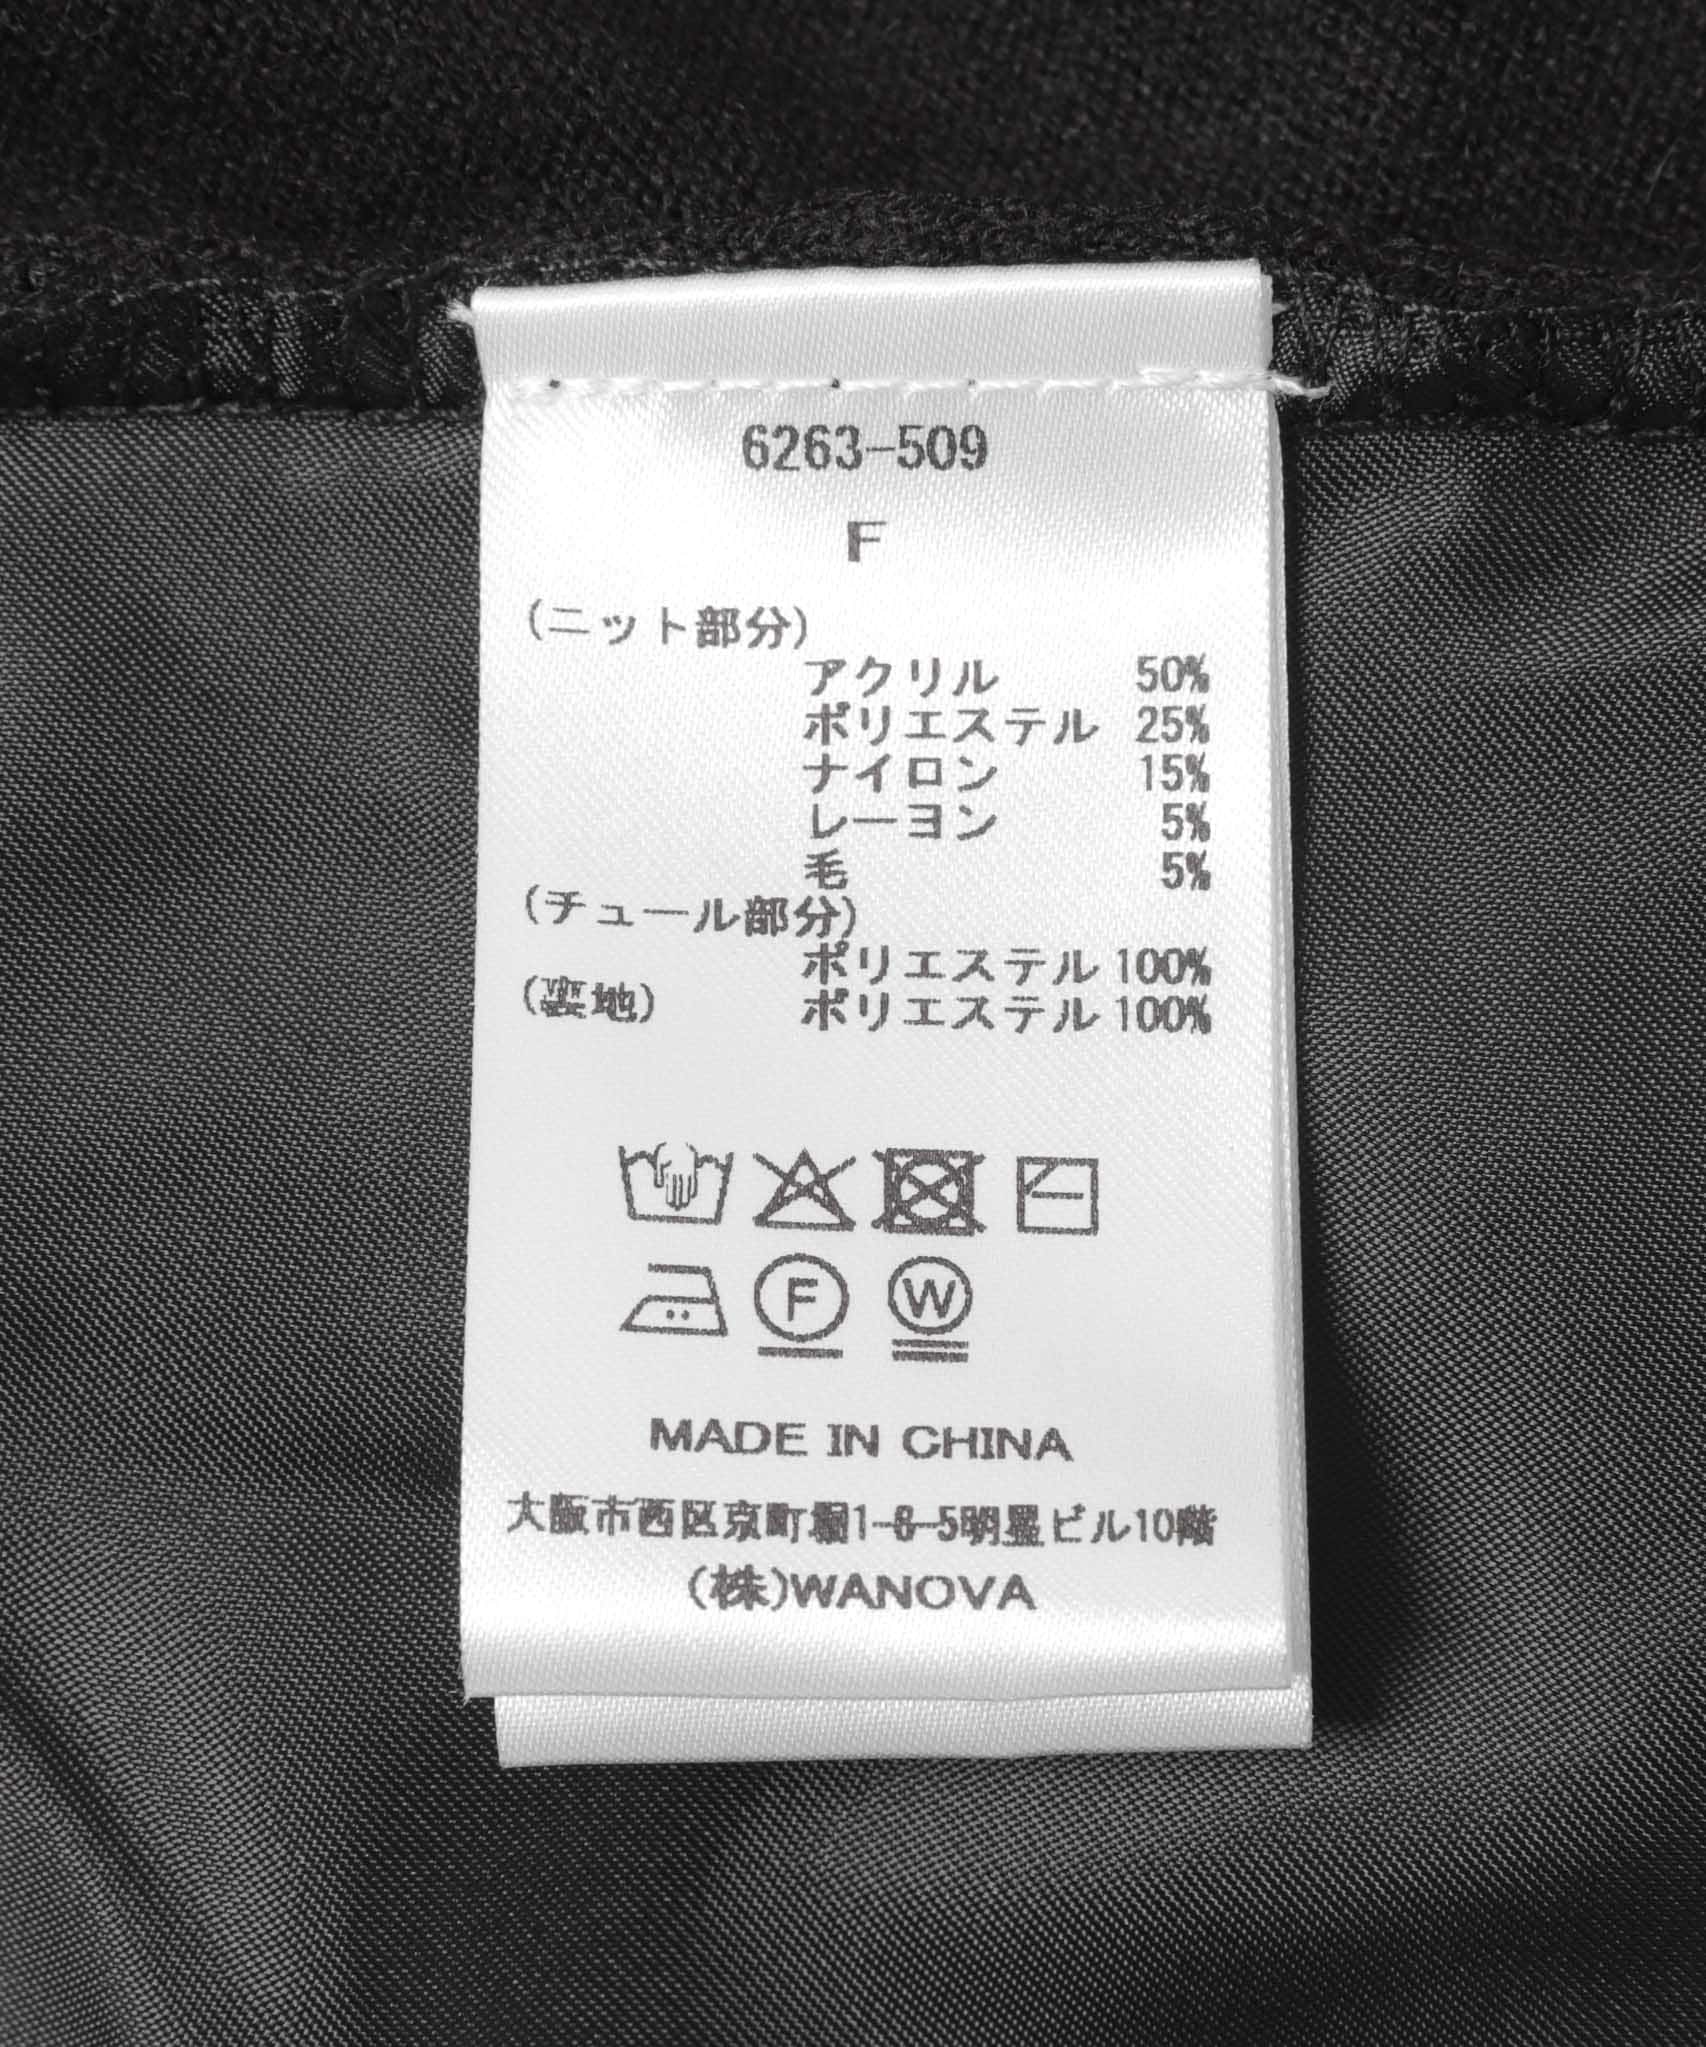 6263-509
F
(ニット部分)
アクリル 50%
ポリエステル 25%
ナイロン 15%
レーヨン 5%
毛 5%
(チュール部分)
ポリエステル 100%
(裏地) ポリエステル 100%
F W
MADE IN CHINA
大阪市西区京町堀1-6-5明星ビル10階
(株)WANOVA